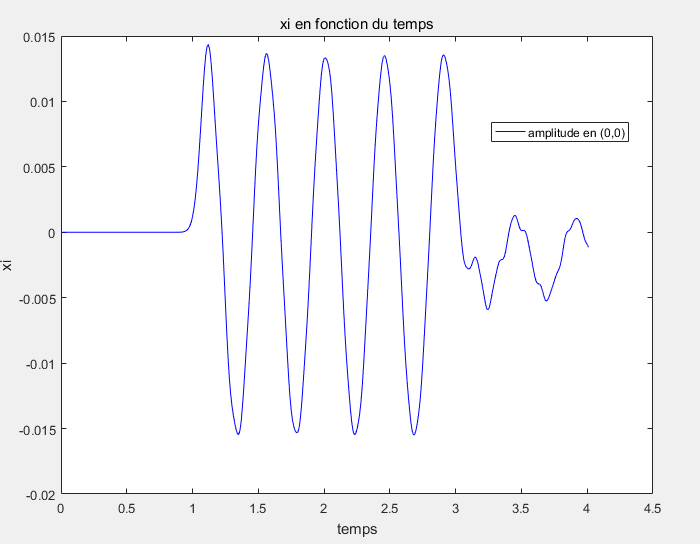 xi en fonction du temps
0.015
0.01
0.005
0
-0.005
-0.01
-0.015
-0.02
xi
amplitude en (0,0)
0 0.5 1 1.5 2 2.5 3 3.5 4 4.5
temps